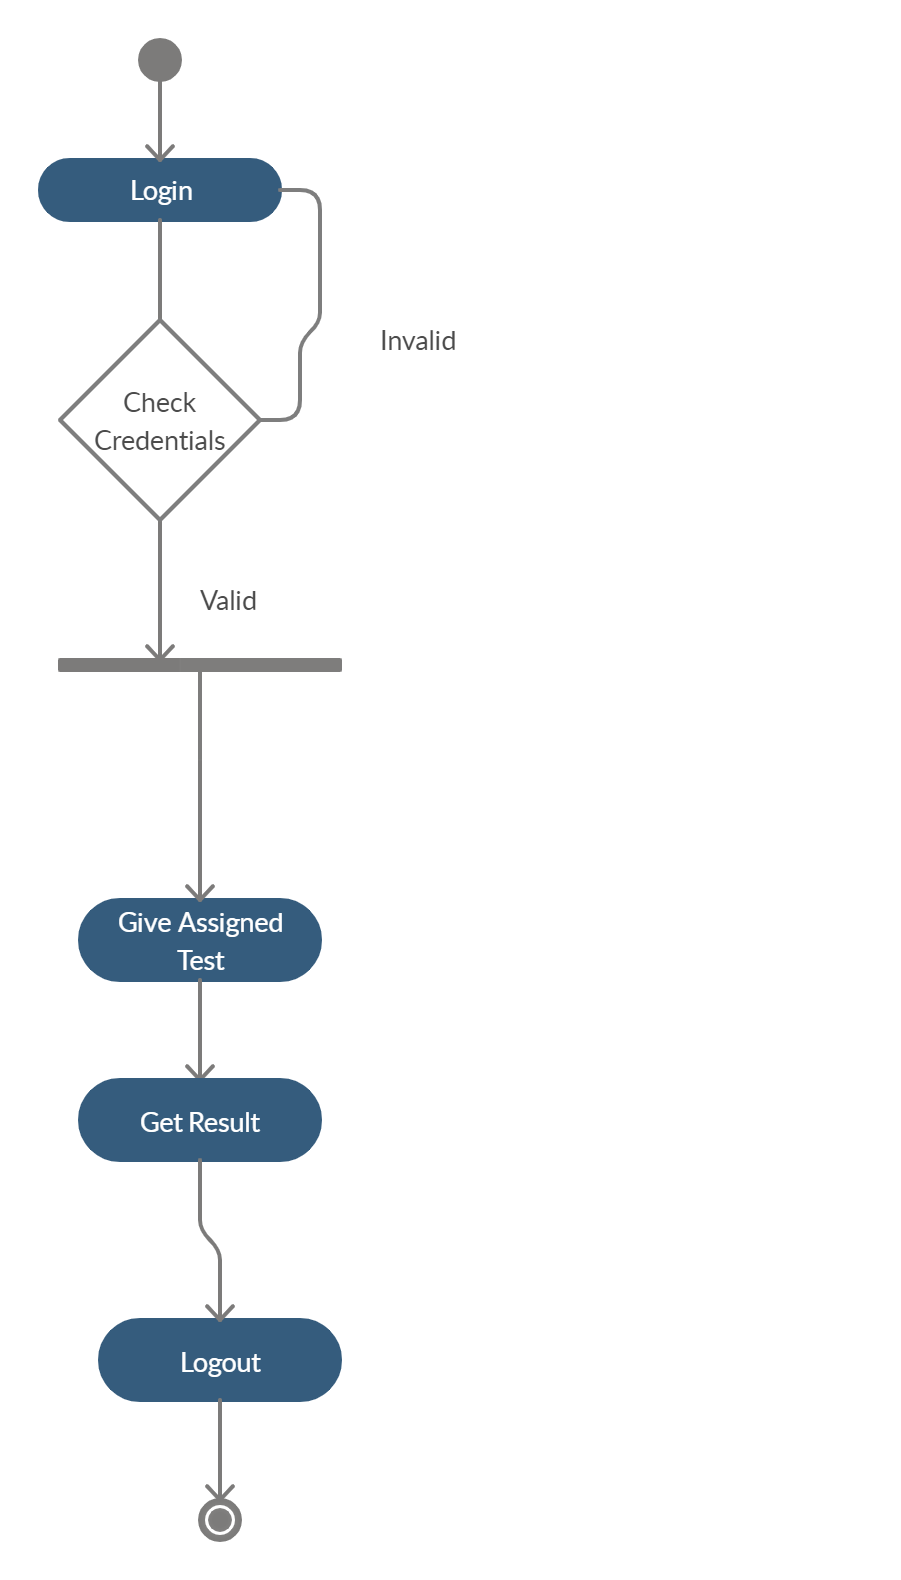 Login
Invalid
Check
Credentials
Valid
Give Assigned
Test
Get Result
Logout